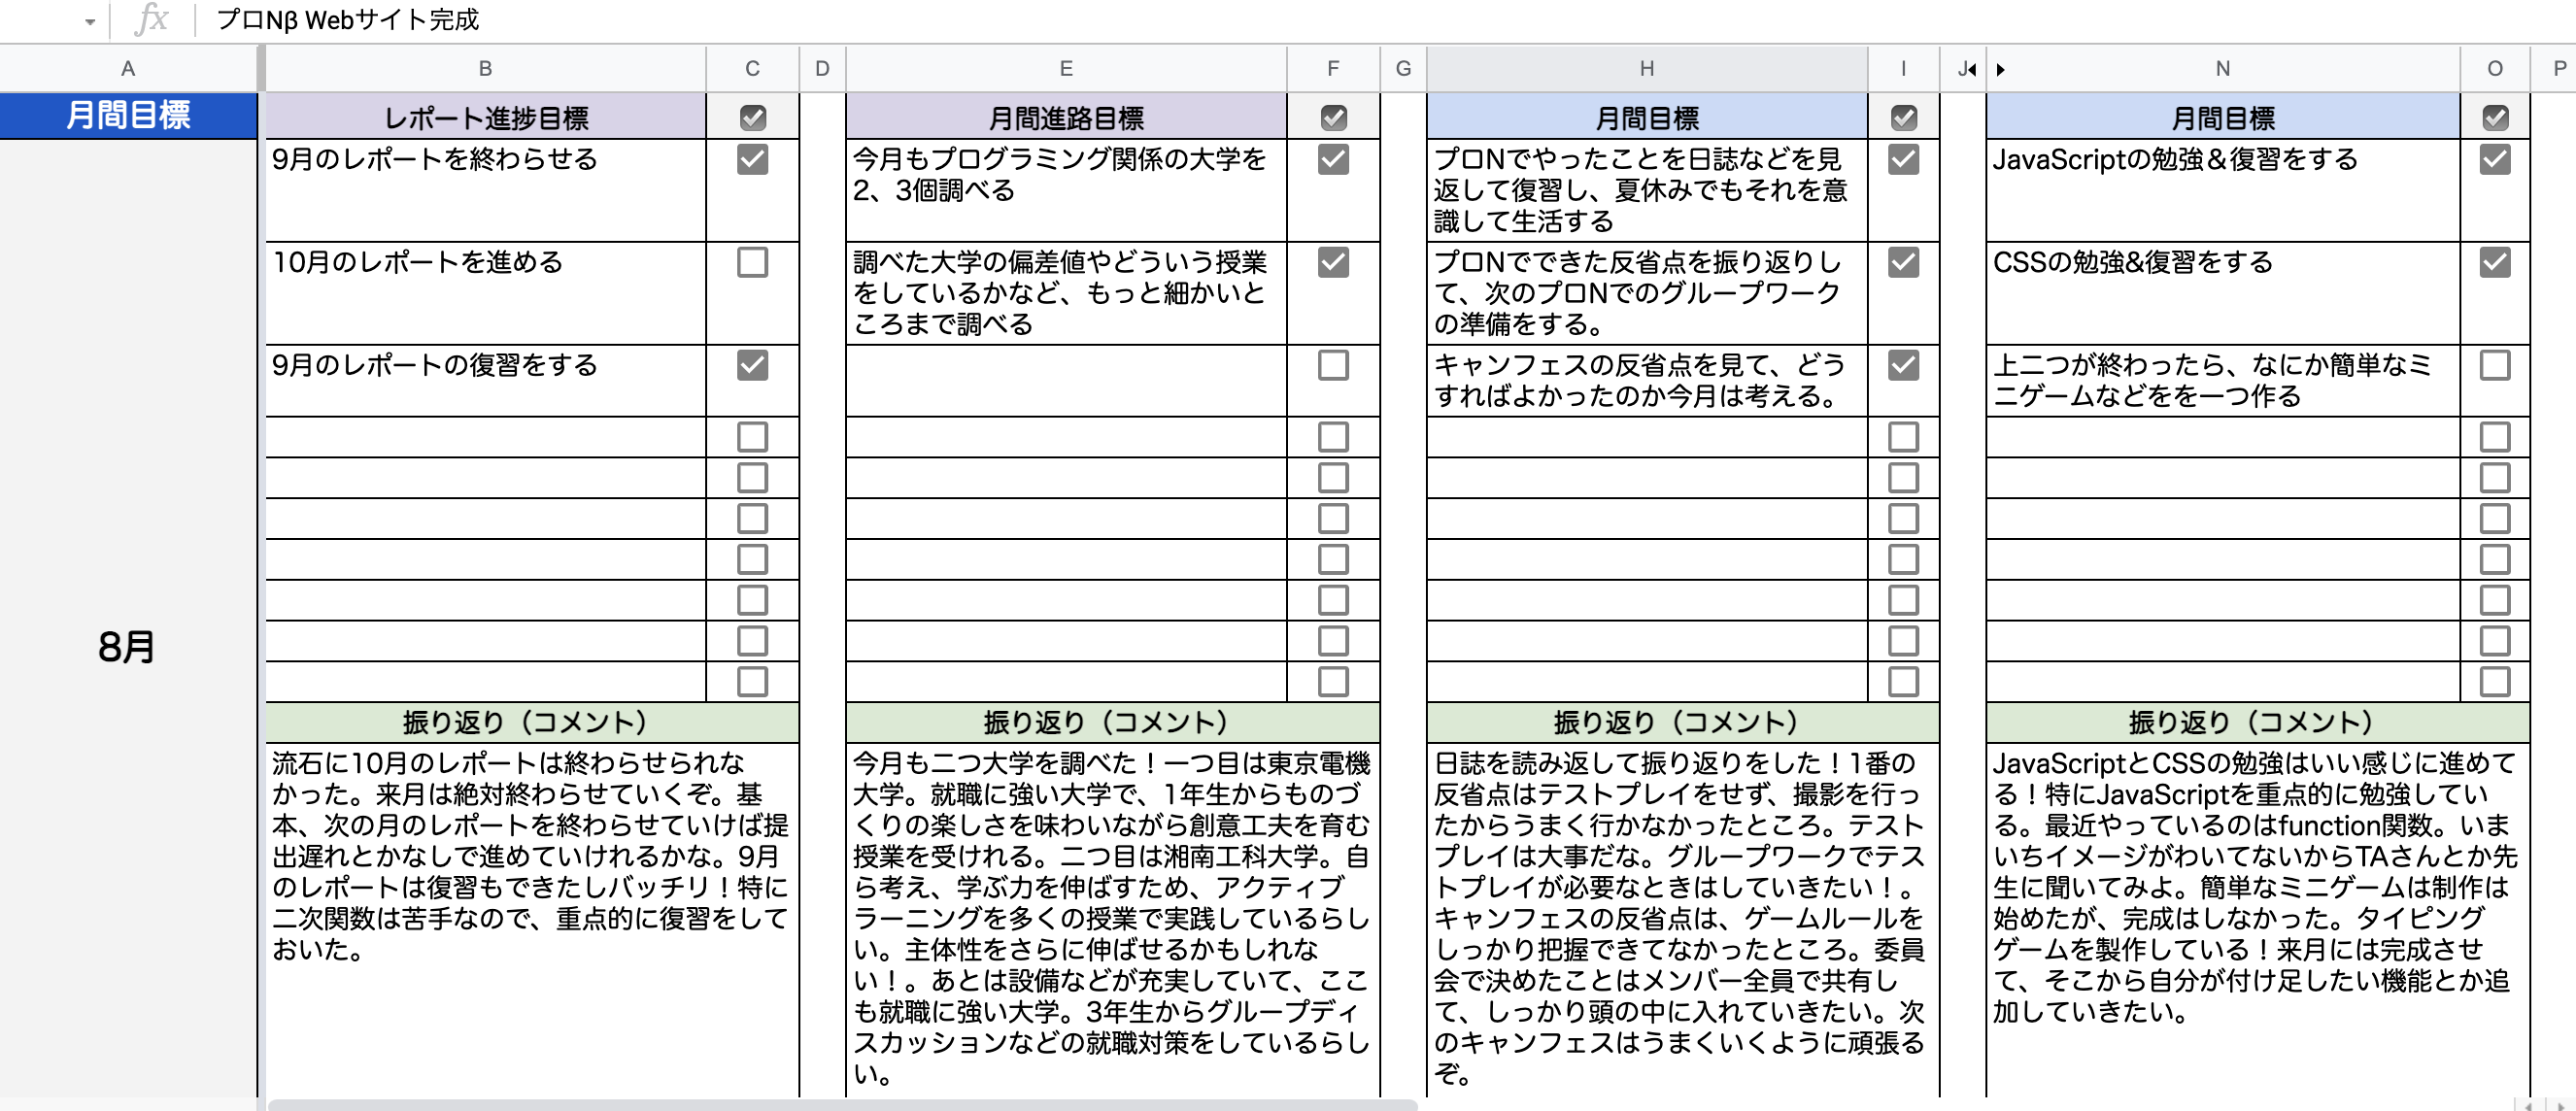 fx プロNβ Webサイト完成
A B C D E F G H I J N O P
月間目標
8月
レポート進捗目標
9月のレポートを終わらせる
10月のレポートを進める
9月のレポートの復習をする
振り返り（コメント）
流石に10月のレポートは終わらせられな
かった。来月は絶対終わらせていくぞ。基
本、次の月のレポートを終わらせていけば提
出遅れとかなしで進めていけれるかな。9月
のレポートは復習もできたしバッチリ！特に
二次関数は苦手なので、重点的に復習をして
おいた。
月間進路目標
今月もプログラミング関係の大学を
2、3個調べる
調べた大学の偏差値やどういう授業
をしているかなど、もっと細かいと
ころまで調べる
振り返り（コメント）
今月も二つ大学を調べた！一つ目は東京電機
大学。就職に強い大学で、1年生からものづ
くりの楽しさを味わいながら創意工夫を育む
授業を受けれる。二つ目は湘南工科大学。自
ら考え、学ぶ力を伸ばすため、アクティブ
ラーニングを多くの授業で実践しているらし
い。主体性をさらに伸ばせるかもしれな
い！。あとは設備などが充実していて、ここ
も就職に強い大学。3年生からグループディ
スカッションなどの就職対策をしているらし
い。
月間目標
プロNでやったことを日誌などを見
返して復習し、夏休みでもそれを意
識して生活する
プロNでできた反省点を振り返りし
て、次のプロNでのグループワーク
の準備をする。
キャンフェスの反省点を見て、どう
すればよかったのか今月は考える。
振り返り（コメント）
日誌を読み返して振り返りをした！1番の
反省点はテストプレイをせず、撮影を行っ
たからうまく行かなかったところ。テスト
プレイは大事だな。グループワークでテス
トプレイが必要なときはしていきたい！。
キャンフェスの反省点は、ゲームルールを
しっかり把握できてなかったところ。委員
会で決めたことはメンバー全員で共有し
て、しっかり頭の中に入れていきたい。次
のキャンフェスはうまくいくように頑張る
ぞ。
月間目標
JavaScriptの勉強＆復習をする
CSSの勉強&復習をする
上二つが終わったら、なにか簡単なミ
ニゲームなどをを一つ作る
振り返り（コメント）
JavaScriptとCSSの勉強はいい感じに進めて
る！特にJavaScriptを重点的に勉強してい
る。最近やっているのはfunction関数。いま
いちイメージがわいてないからTAさんとか先
生に聞いてみよ。簡単なミニゲームは制作は
始めたが、完成はしなかった。タイピング
ゲームを製作している！来月には完成させ
て、そこから自分が付け足したい機能とか追
加していきたい。